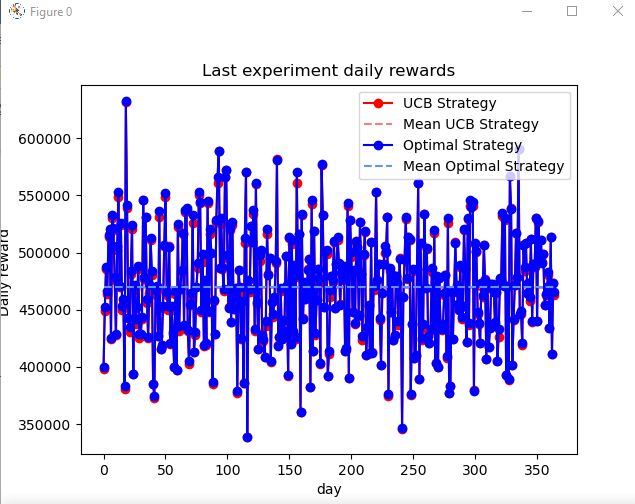 Figure 0
Last experiment daily rewards
UCB Strategy
Mean UCB Strategy
Optimal Strategy
Mean Optimal Strategy
600000
550000
500000
450000
400000
350000
Daily reward
0 50 100 150 200 250 300 350
day